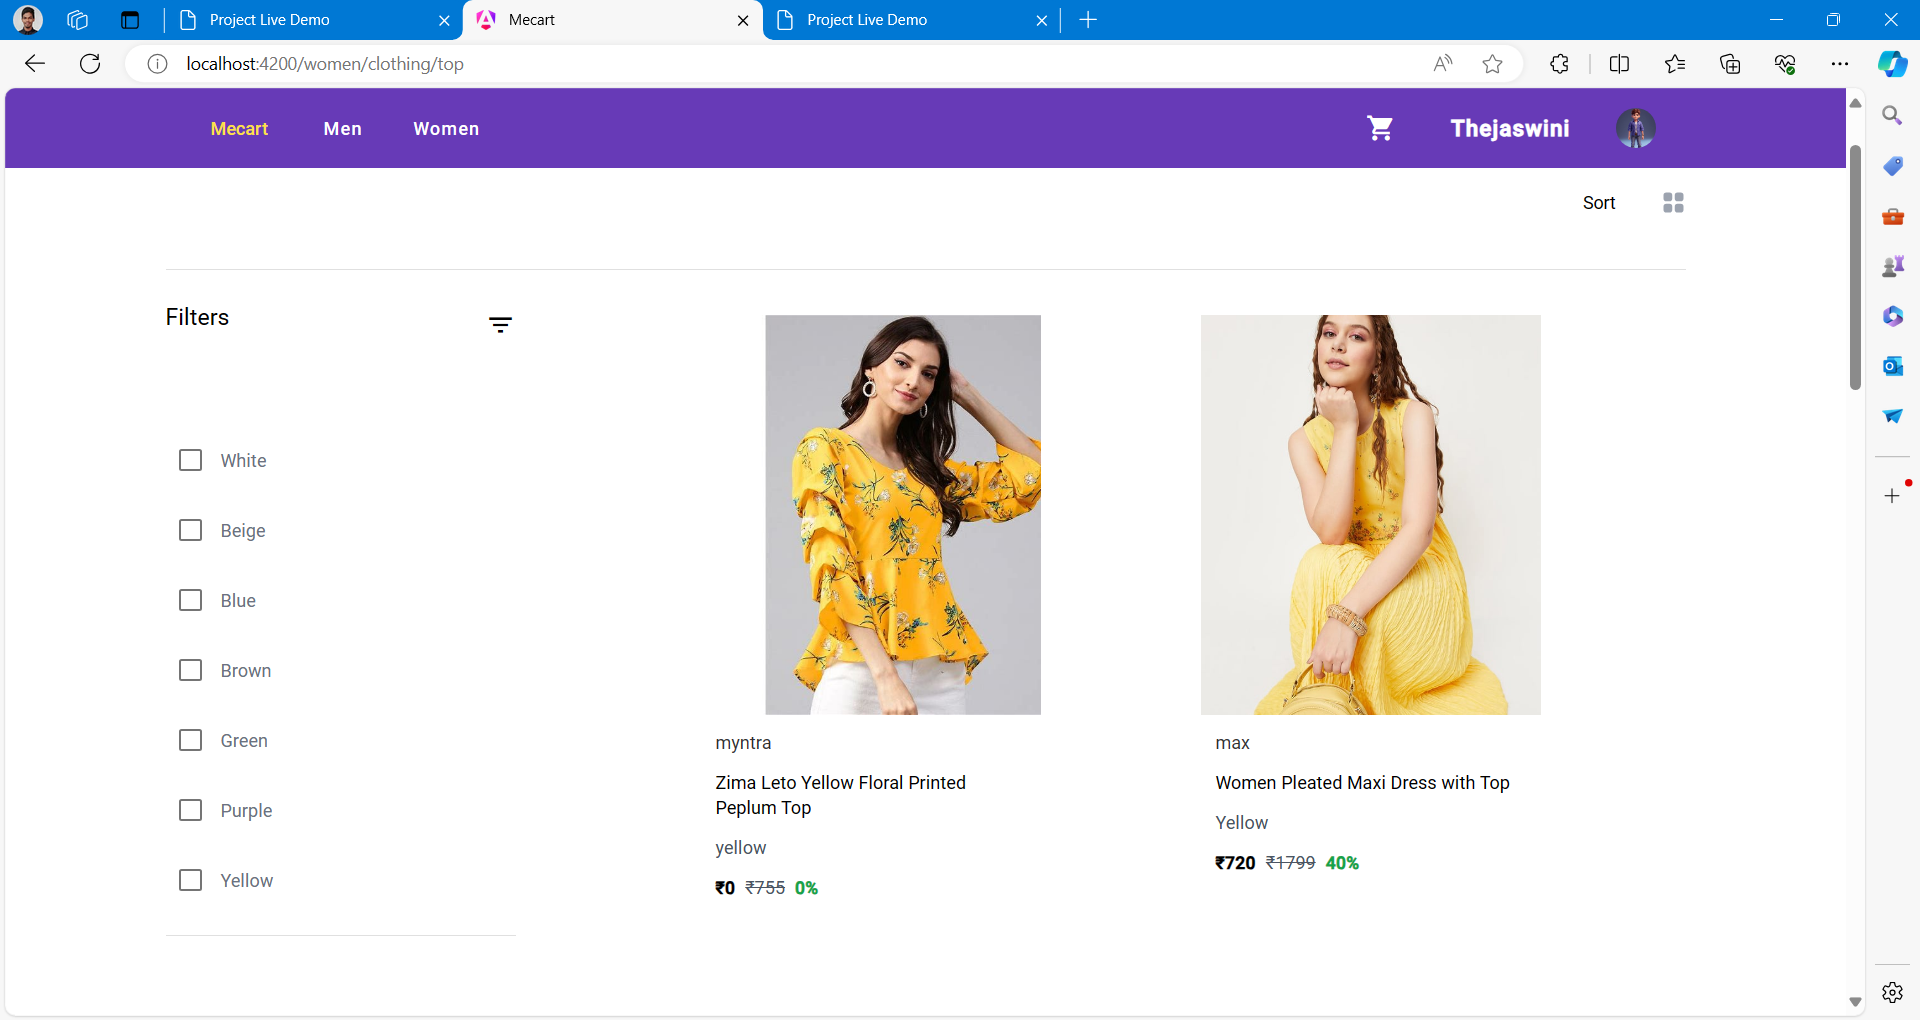 Project Live Demo
Mecart
Project Live Demo
localhost:4200/women/clothing/top
Mecart Men Women Thejaswini
Sort
Filters
White
Beige
Blue
Brown
Green
Purple
Yellow
myntra
Zima Leto Yellow Floral Printed
Peplum Top
yellow
₹0 ₹755 0%
max
Women Pleated Maxi Dress with Top
Yellow
₹720 ₹1799 40%